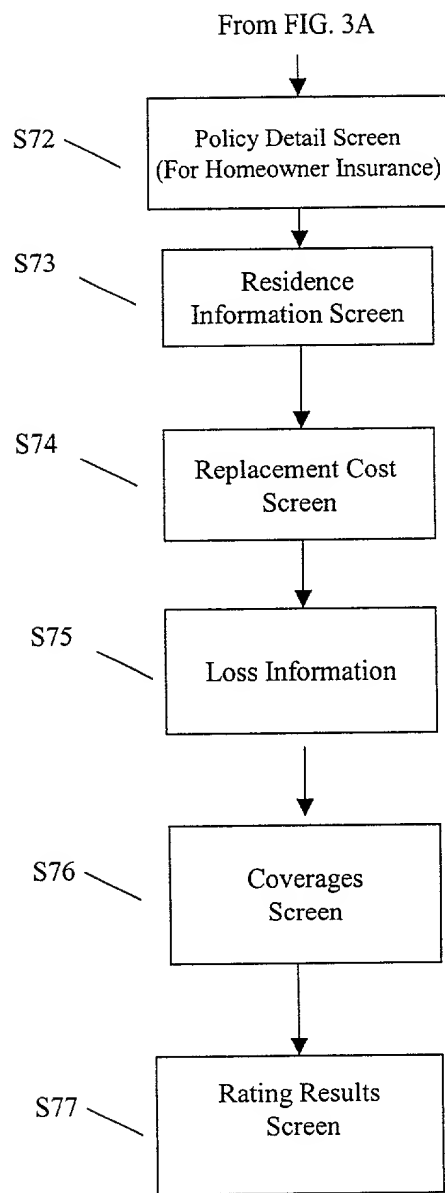 From FIG. 3A
S72
Policy Detail Screen
(For Homeowner Insurance)
S73
Residence
Information Screen
S74
Replacement Cost
Screen
S75
Loss Information
S76
Coverages
Screen
S77
Rating Results
Screen